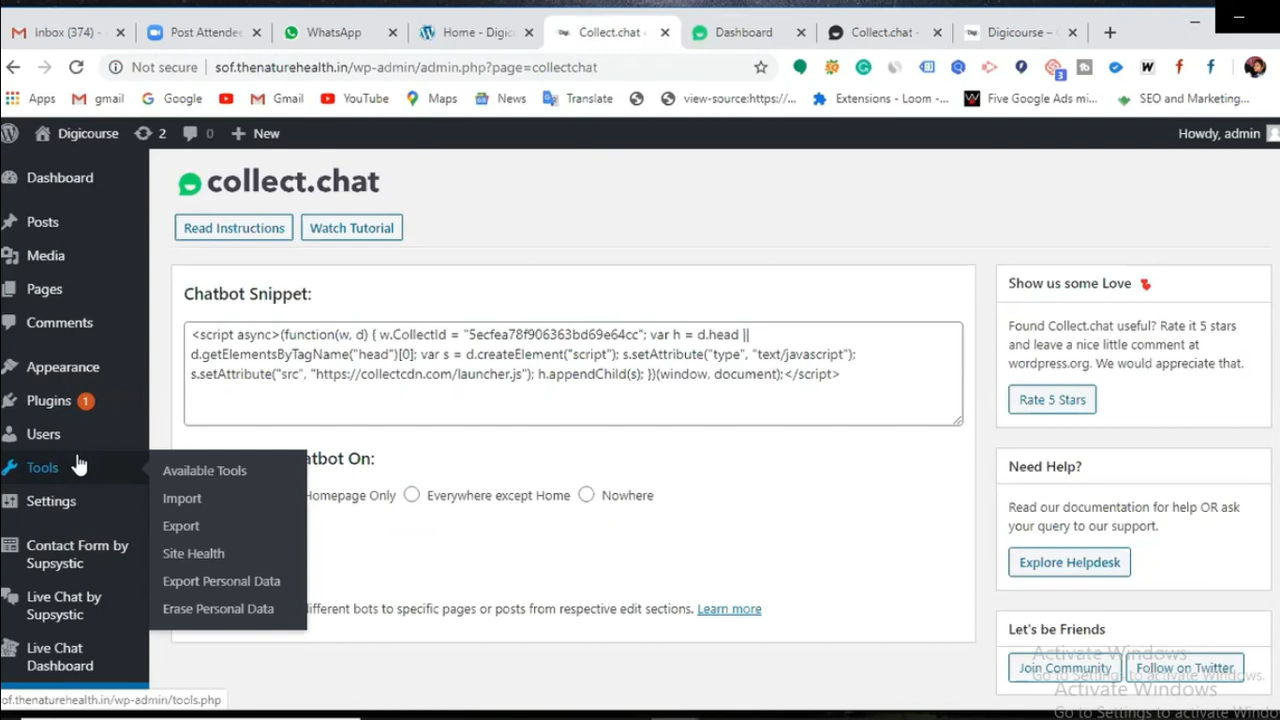 Inbox (374) -
Post Attende
WhatsApp
Home - Digic
Collect.chat
Dashboard
Collect.chat -
Digicourse –
Not secure
sof.thenaturehealth.in/wp-admin/admin.php?page=collectchat
3
Apps
gmail
Google
Gmail
YouTube
Maps
News
Translate
view-source:https://...
Extensions - Loom -...
Five Google Ads mi...
SEO and Marketing...
Digicourse
2
0
New
Howdy, admin
Dashboard
Posts
Media
Pages
Comments
Appearance
Plugins 1
Users
Tools
Settings
Contact Form by
Supsystic
Live Chat by
Supsystic
Live Chat
Dashboard
Available Tools
Import
Export
Site Health
Export Personal Data
Erase Personal Data
collect.chat
Read Instructions
Watch Tutorial
Chatbot Snippet:
<script async>(function(w, d) { w.CollectId = "5ecfea78f906363bd69e64cc"; var h = d.head ||
d.getElementsByTagName("head")[0]; var s = d.createElement("script"); s.setAttribute("type", "text/javascript");
s.setAttribute("src", "https://collectcdn.com/launcher.js"); h.appendChild(s); })(window, document);</script>
atbot On:
Homepage Only
Everywhere except Home
Nowhere
ifferent bots to specific pages or posts from respective edit sections. Learn more
Show us some Love
Found Collect.chat useful? Rate it 5 stars
and leave a nice little comment at
wordpress.org. We would appreciate that.
Rate 5 Stars
Need Help?
Read our documentation for help OR ask
your query to our support.
Explore Helpdesk
Let's be Friends
Join Community
Follow on Twitter
Activate Windows
Go to Settings to activate Windows.
Activate Windows
Go to Settings to activate Windo
sof.thenaturehealth.in/wp-admin/tools.php